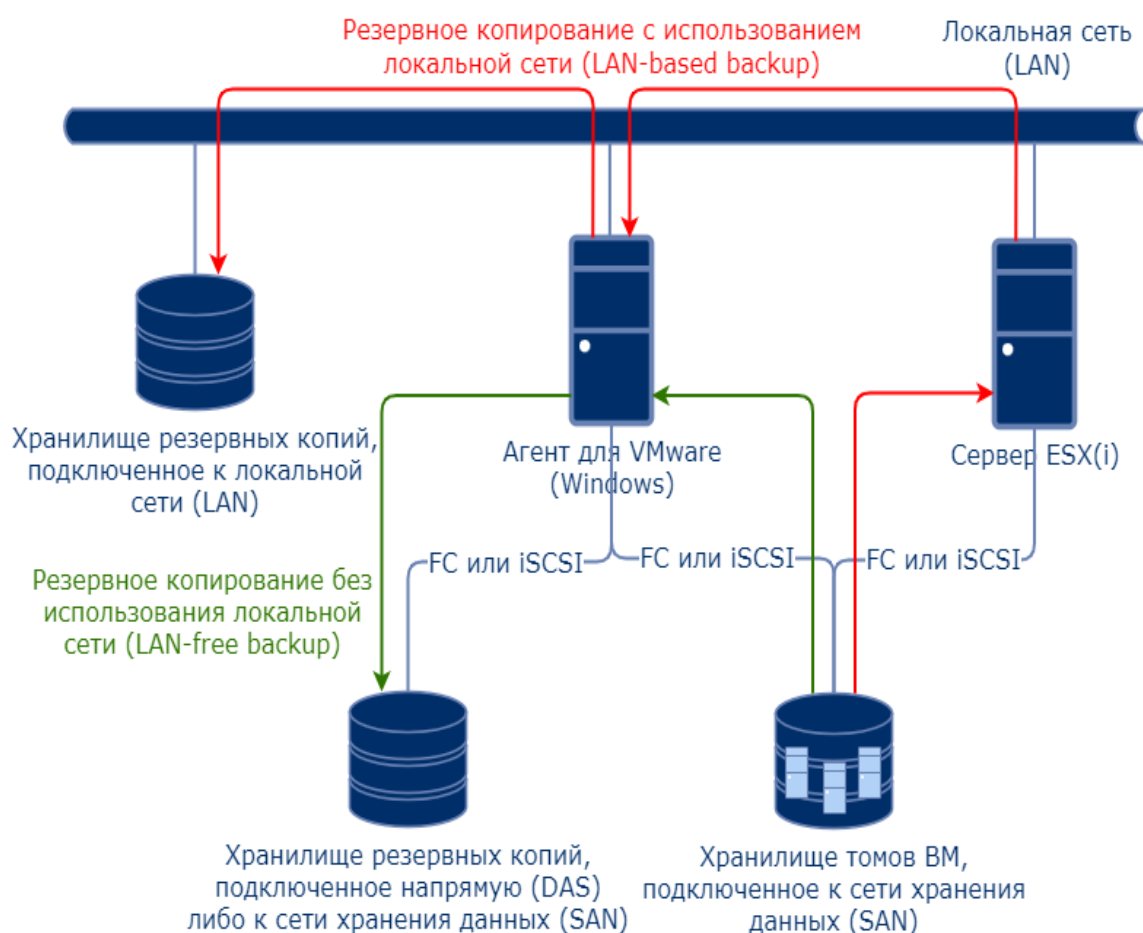 Резервное копирование с использованием
локальной сети (LAN-based backup)
Локальная сеть
(LAN)
Хранилище резервных копий,
подключенное к локальной
сети (LAN)
Агент для VMware
(Windows)
Сервер ESX(i)
FC или iSCSI
FC или iSCSI
FC или iSCSI
Резервное копирование без
использования локальной
сети (LAN-free backup)
Хранилище резервных копий,
подключенное напрямую (DAS)
либо к сети хранения данных (SAN)
Хранилище томов ВМ,
подключенное к сети хранения
данных (SAN)